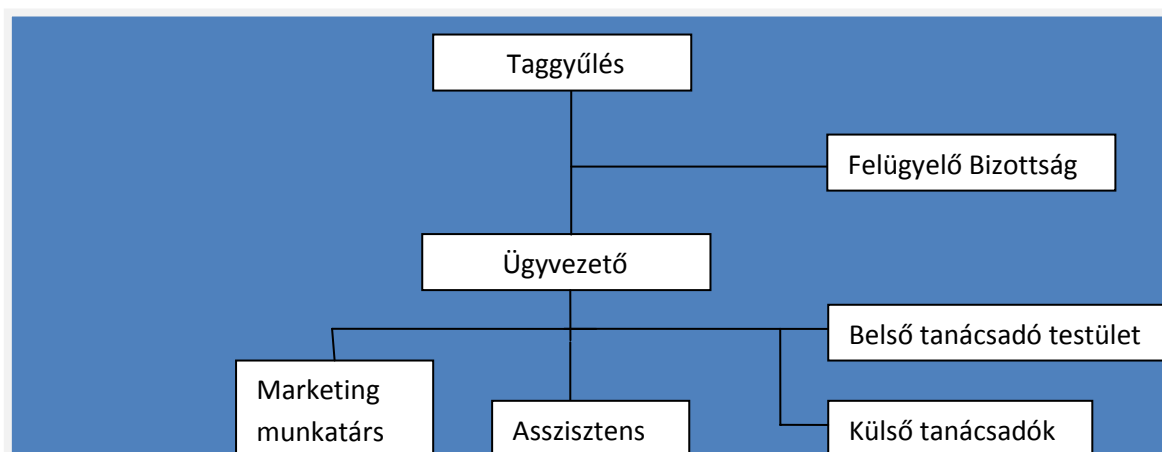 Taggyűlés
Felügyelő Bizottság
Ügyvezető
Belső tanácsadó testület
Marketing
munkatárs
Asszisztens
Külső tanácsadók